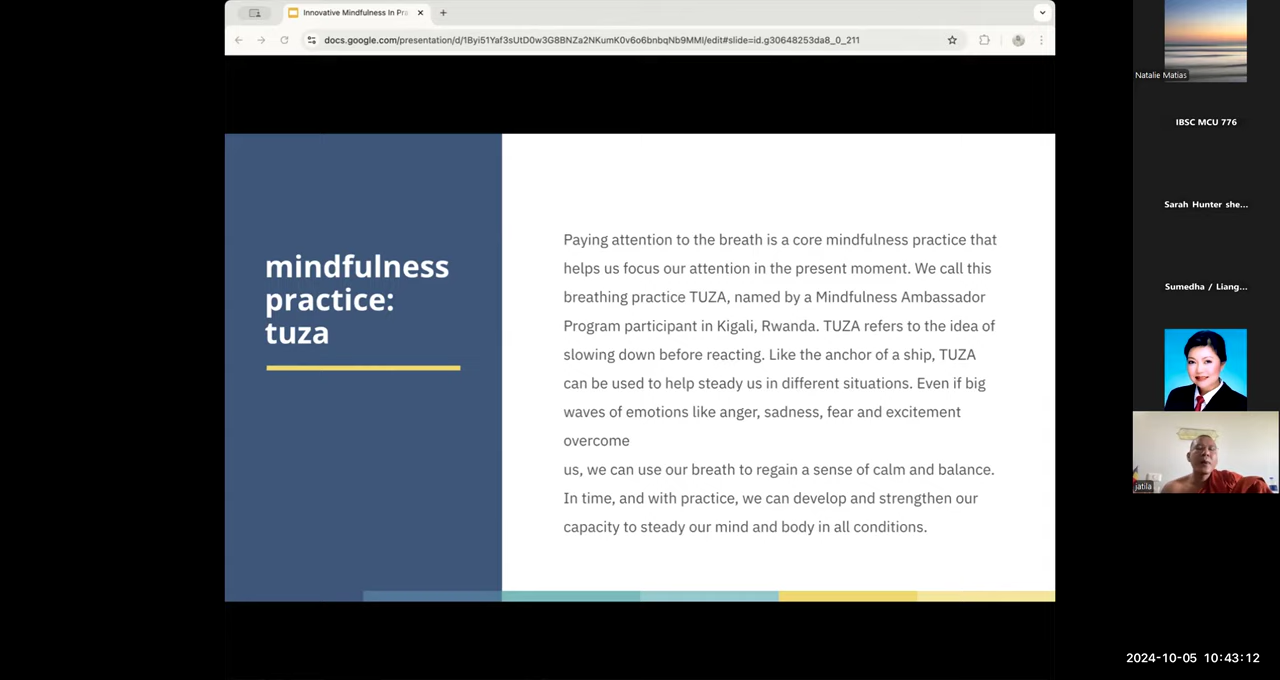 Innovative Mindfulness In Pr
docs.google.com/presentation/d/1Byi51Yaf3sUtD0w3G8BNZa2NKumK0v6o6bnbqNb9MMI/edit#slide=id.g30648253da8_0_211
mindfulness
practice:
tuza
Paying attention to the breath is a core mindfulness practice that
helps us focus our attention in the present moment. We call this
breathing practice TUZA, named by a Mindfulness Ambassador
Program participant in Kigali, Rwanda. TUZA refers to the idea of
slowing down before reacting. Like the anchor of a ship, TUZA
can be used to help steady us in different situations. Even if big
waves of emotions like anger, sadness, fear and excitement
overcome
us, we can use our breath to regain a sense of calm and balance.
In time, and with practice, we can develop and strengthen our
capacity to steady our mind and body in all conditions.
Natalie Matias
IBSC MCU 776
Sarah Hunter she...
Sumedha / Liang...
jatila
2024-10-05 10:43:12